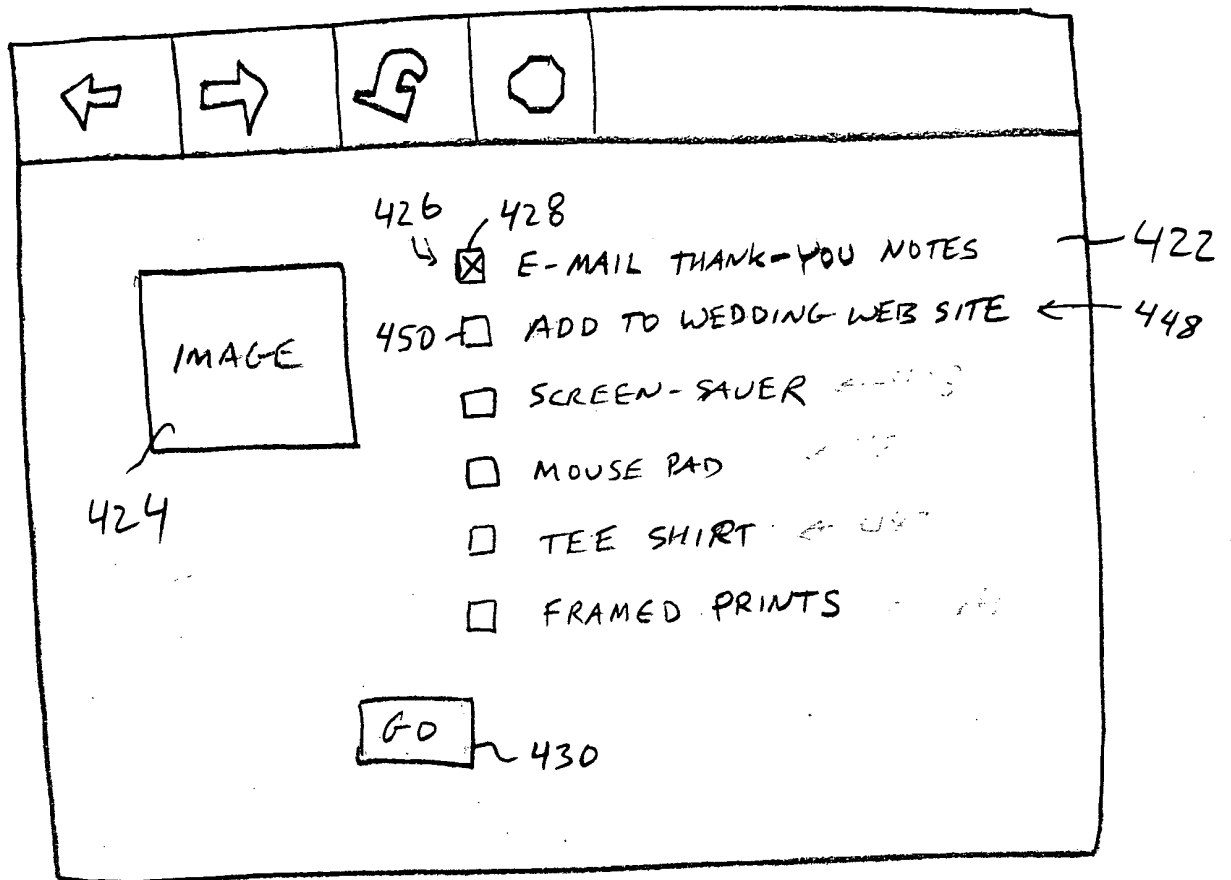 426 428
E-MAIL THANK-YOU NOTES 422
450 ADD TO WEDDING WEB SITE 448
IMAGE
SCREEN-SAVER
MOUSE PAD
424
TEE SHIRT
FRAMED PRINTS
GO
430